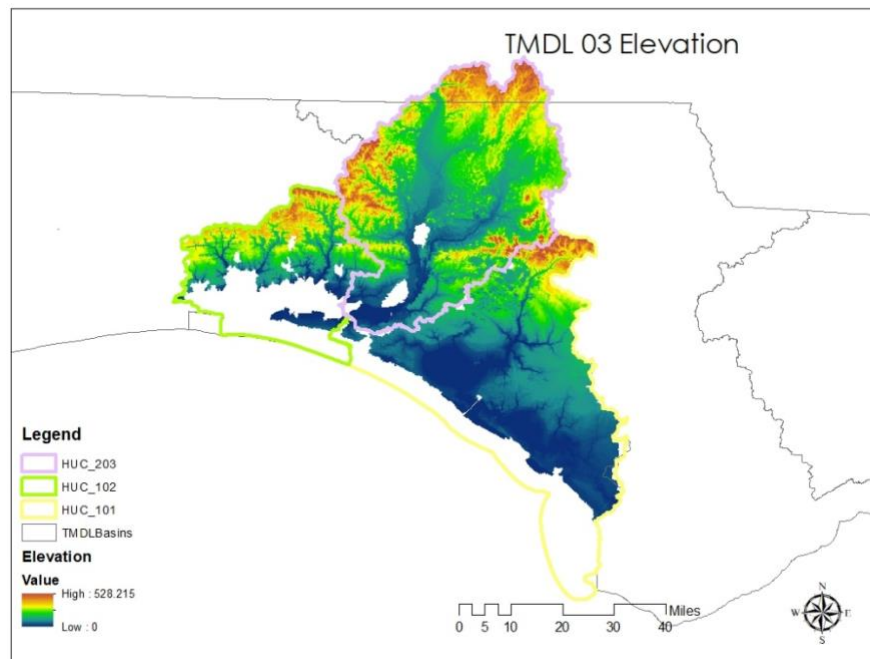 TMDL 03 Elevation
Legend
HUC_203
HUC_102
HUC_101
TMDLBasins
Elevation
Value
High : 528.215
Low : 0
Miles
0 5 10 20 30 40
N
W E
S